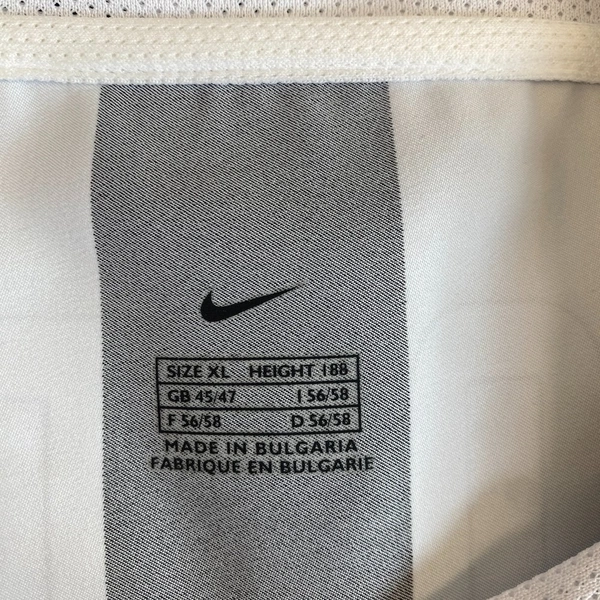 SIZE XL HEIGHT 188
GB 45/47 I 56/58
F 56/58 D 56/58
MADE IN BULGARIA
FABRIQUE EN BULGARIE